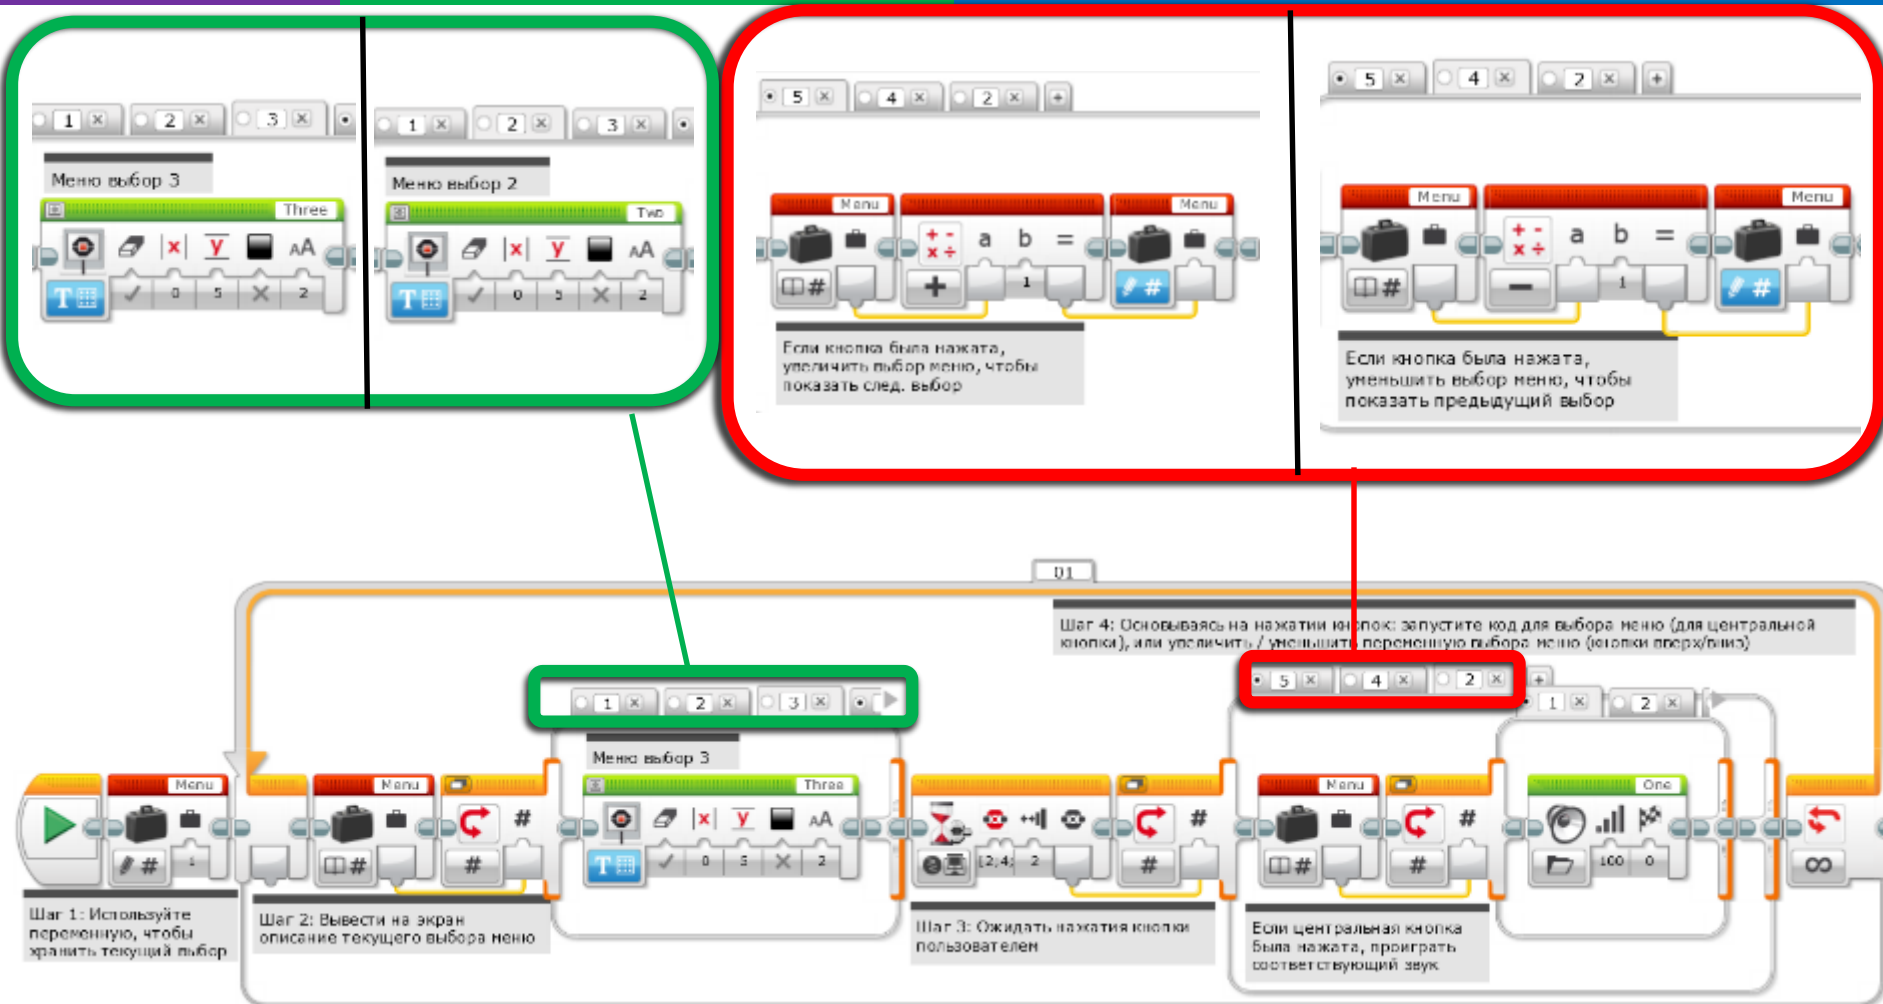 1 2 3
Меню выбор 3
Three
x y AA
T 0 5 2
1 2 3
Меню выбор 2
Two
x y AA
T 0 5 2
5 4 2 +
Menu Menu
a b =
# + 1 #
Если кнопка была нажата,
увеличить выбор меню, чтобы
показать след. выбор
5 4 2 +
Menu Menu
a b =
# − 1 #
Если кнопка была нажата,
уменьшить выбор меню, чтобы
показать предыдущий выбор
01
Шаг 4: Основываясь на нажатии кнопок: запустите код для выбора меню (для центральной
кнопки), или увеличить / уменьшить переменную выбора меню (кнопки вверх/вниз)
1 2 3
5 4 2 +
1 2
Меню выбор 3
Menu Menu Three Menu One
# x y AA # #
# 1 # # T 0 5 2 [2;4; 2 # # # 100 0 ∞
Шаг 1: Используйте
переменную, чтобы
хранить текущий выбор
Шаг 2: Вывести на экран
описание текущего выбора меню
Шаг 3: Ожидать нажатия кнопки
пользователем
Если центральная кнопка
была нажата, проиграть
соответствующий звук